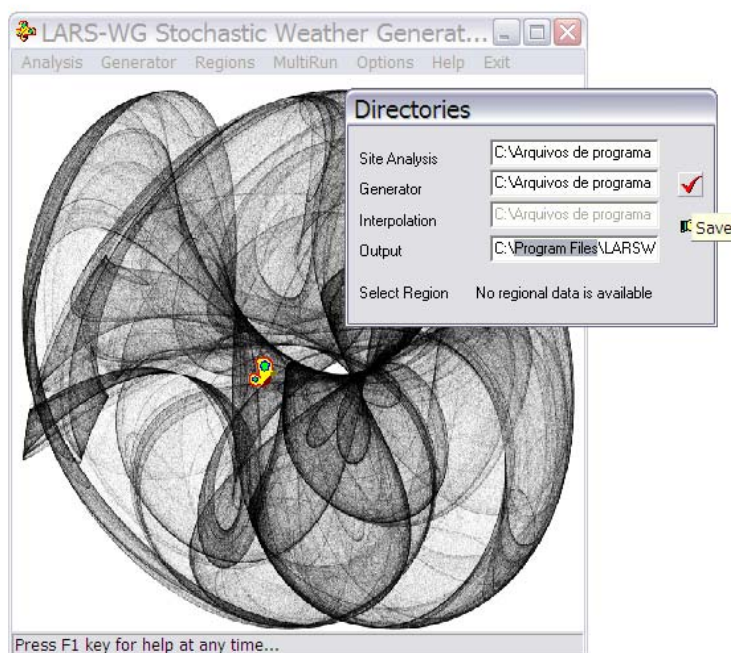 LARS-WG Stochastic Weather Generat...
Analysis Generator Regions MultiRun Options Help Exit
Directories
Site Analysis C:\Arquivos de programa
Generator C:\Arquivos de programa
Interpolation C:\Arquivos de programa
Save
Output C:\Program Files\LARSW
Select Region No regional data is available
Press F1 key for help at any time...